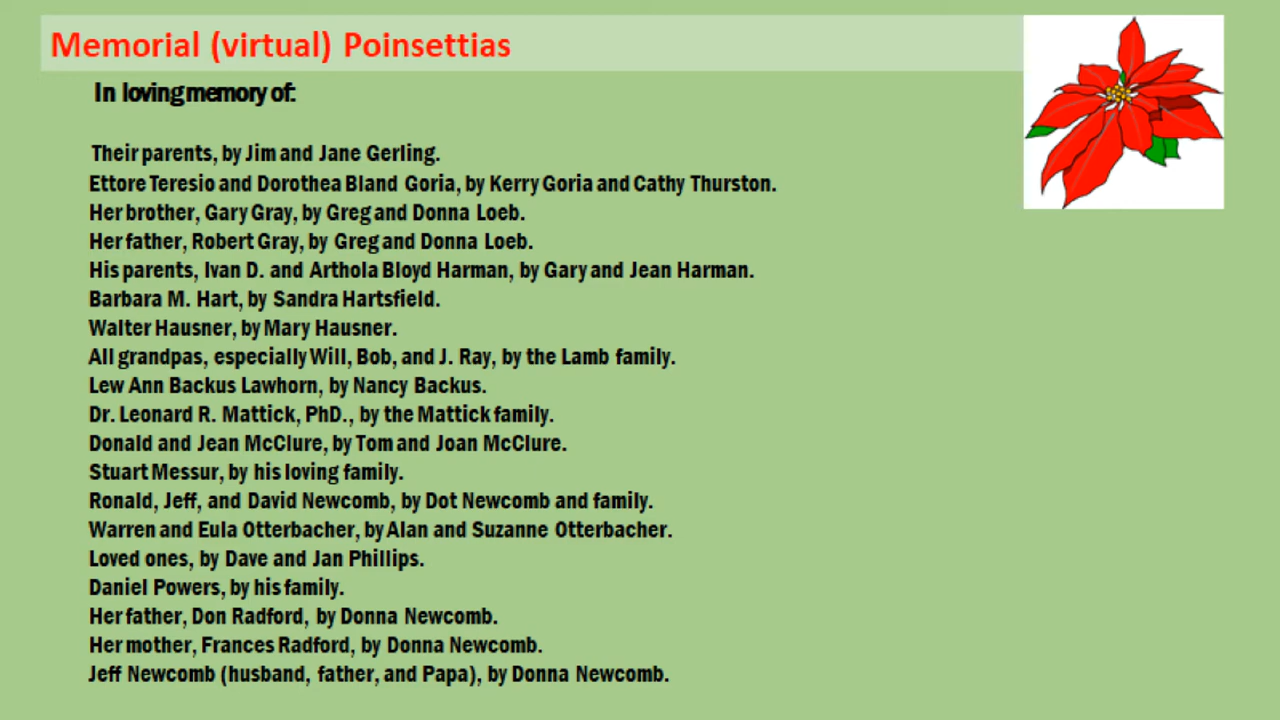 Memorial (virtual) Poinsettias
In loving memory of:
Their parents, by Jim and Jane Gerling.
Ettore Teresio and Dorothea Bland Goria, by Kerry Goria and Cathy Thurston.
Her brother, Gary Gray, by Greg and Donna Loeb.
Her father, Robert Gray, by Greg and Donna Loeb.
His parents, Ivan D. and Arthola Bloyd Harman, by Gary and Jean Harman.
Barbara M. Hart, by Sandra Hartsfield.
Walter Hausner, by Mary Hausner.
All grandpas, especially Will, Bob, and J. Ray, by the Lamb family.
Lew Ann Backus Lawhorn, by Nancy Backus.
Dr. Leonard R. Mattick, PhD., by the Mattick family.
Donald and Jean McClure, by Tom and Joan McClure.
Stuart Messur, by his loving family.
Ronald, Jeff, and David Newcomb, by Dot Newcomb and family.
Warren and Eula Otterbacher, by Alan and Suzanne Otterbacher.
Loved ones, by Dave and Jan Phillips.
Daniel Powers, by his family.
Her father, Don Radford, by Donna Newcomb.
Her mother, Frances Radford, by Donna Newcomb.
Jeff Newcomb (husband, father, and Papa), by Donna Newcomb.